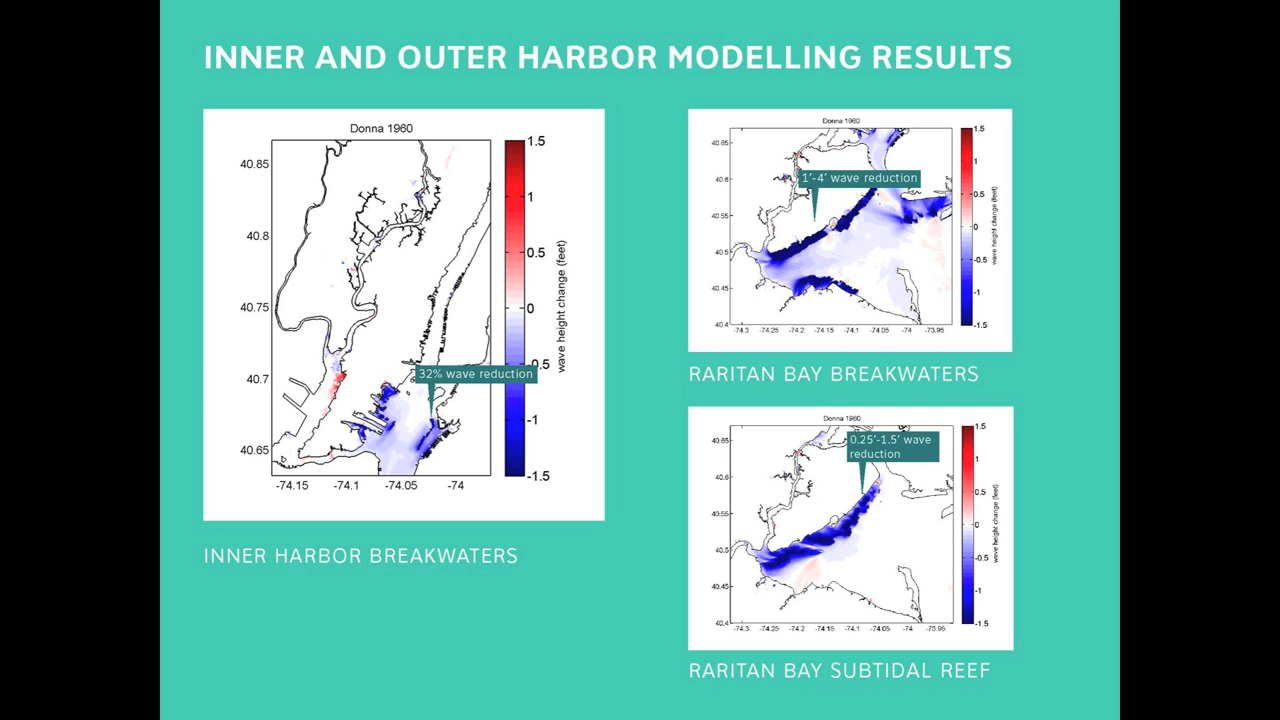 INNER AND OUTER HARBOR MODELLING RESULTS
Donna 1960
40.85
40.8
40.75
40.7
40.65
-74.15 -74.1 -74.05 -74
1.5
1
0.5
0
0.5
-1
-1.5
wave height change (feet)
32% wave reduction
INNER HARBOR BREAKWATERS
Donna 1960
40.65
40.6
40.55
40.5
40.45
40.4
-74.3 -74.25 -74.2 -74.15 -74.1 -74.05 -74 -73.95
1.5
1
0.5
0
-0.5
-1
-1.5
wave height change (feet)
1'-4' wave reduction
RARITAN BAY BREAKWATERS
Donna 1960
40.65
40.6
40.55
40.5
40.45
40.4
-74.3 -74.25 -74.2 -74.15 -74.1 -74.05 -74 -73.95
1.5
1
0.5
0
-0.5
-1
-1.5
wave height change (feet)
0.25'-1.5' wave
reduction
RARITAN BAY SUBTIDAL REEF